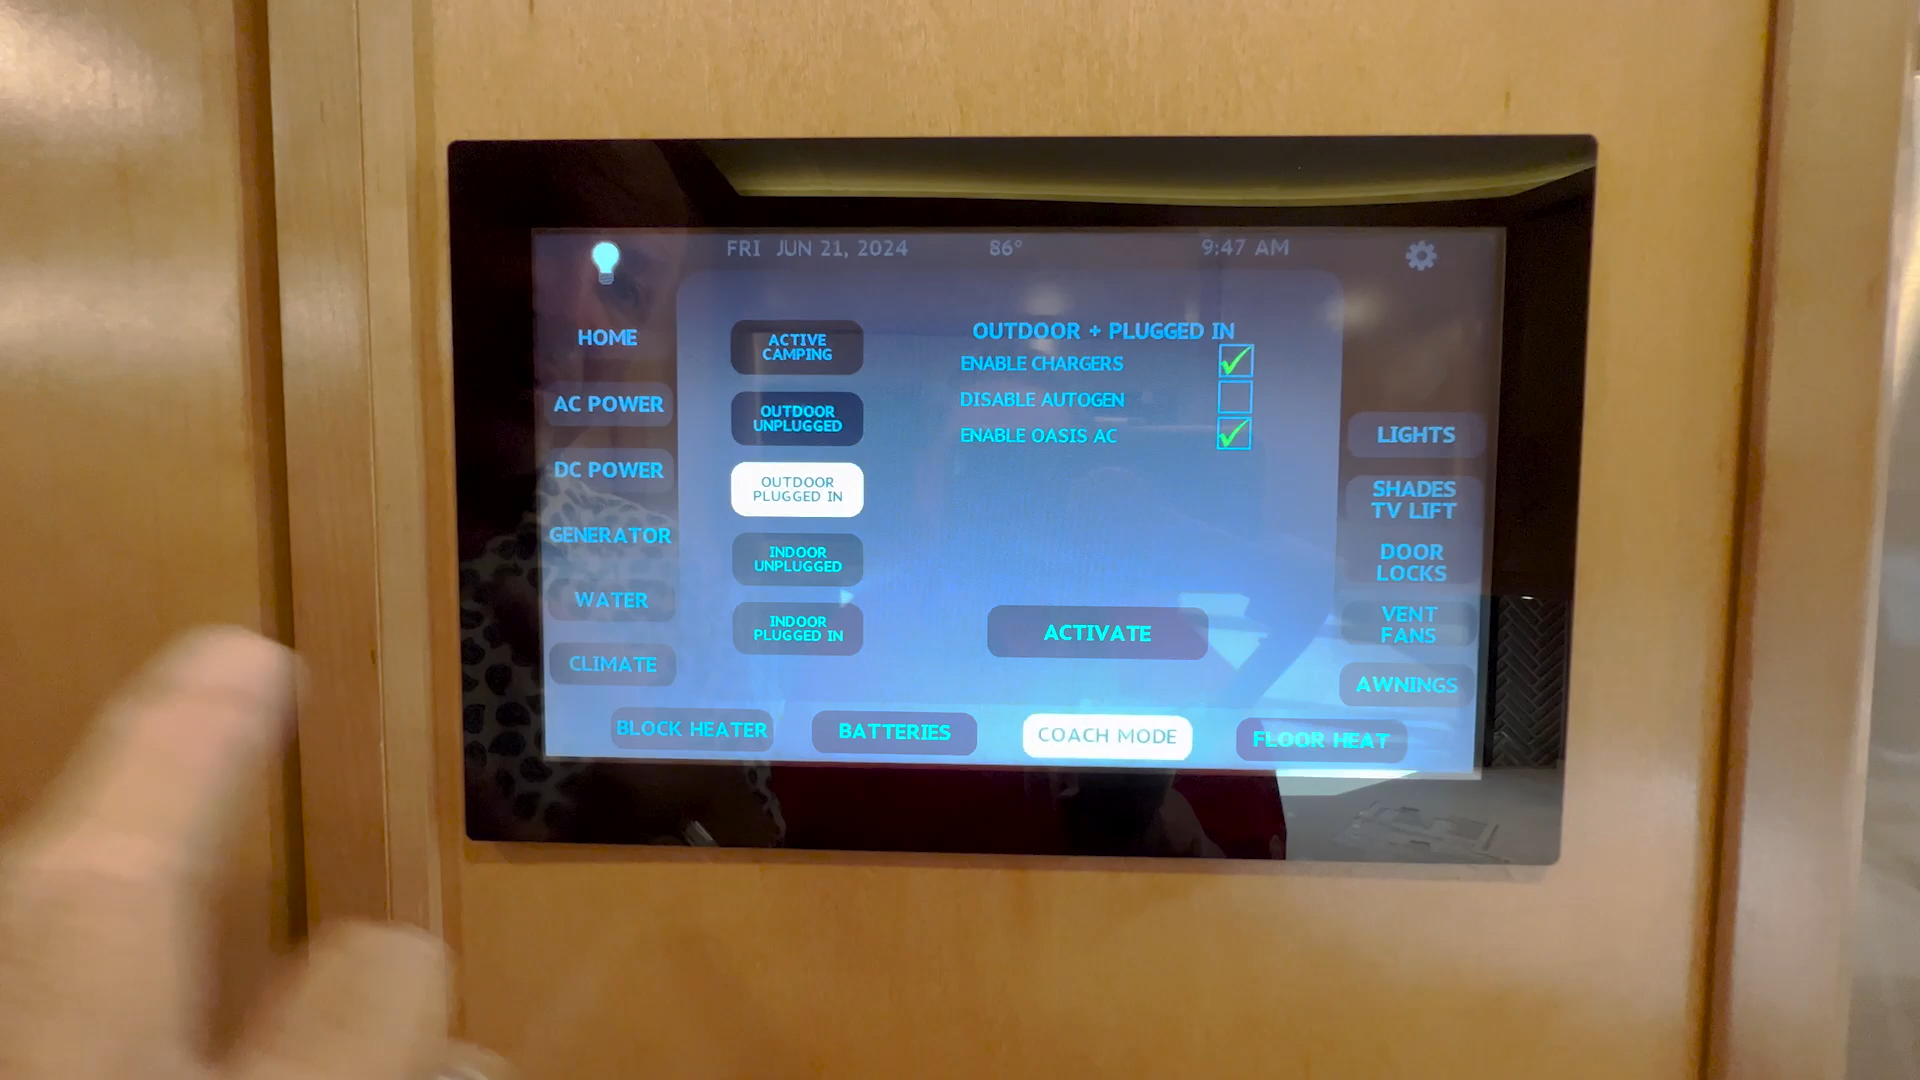 FRI JUN 21, 2024 86° 9:47 AM
HOME
AC POWER
DC POWER
GENERATOR
WATER
CLIMATE
ACTIVE
CAMPING
OUTDOOR
UNPLUGGED
OUTDOOR
PLUGGED IN
INDOOR
UNPLUGGED
INDOOR
PLUGGED IN
OUTDOOR + PLUGGED IN
ENABLE CHARGERS
DISABLE AUTOGEN
ENABLE OASIS AC
ACTIVATE
LIGHTS
SHADES
TV LIFT
DOOR
LOCKS
VENT
FANS
AWNINGS
BLOCK HEATER
BATTERIES
COACH MODE
FLOOR HEAT